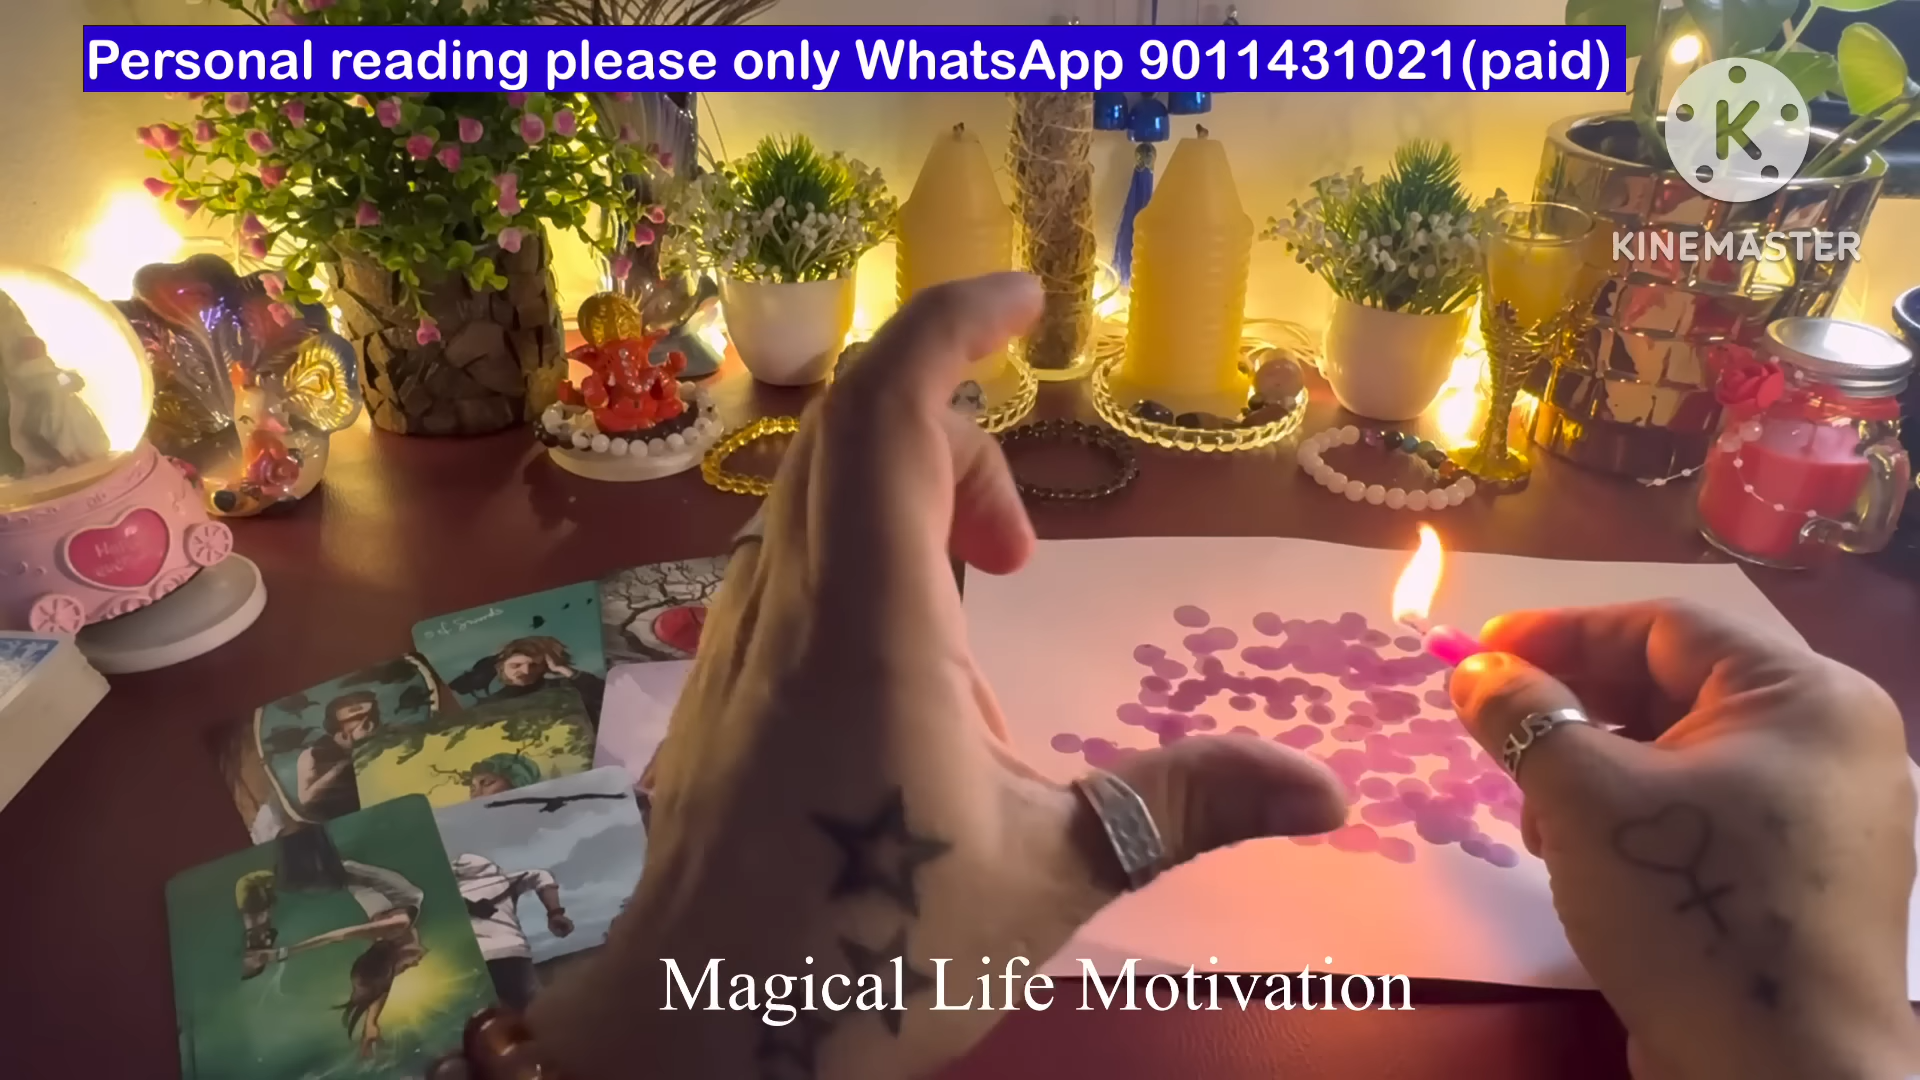 Personal reading please only WhatsApp 9011431021(paid)
K
KINEMASTER
Magical Life Motivation